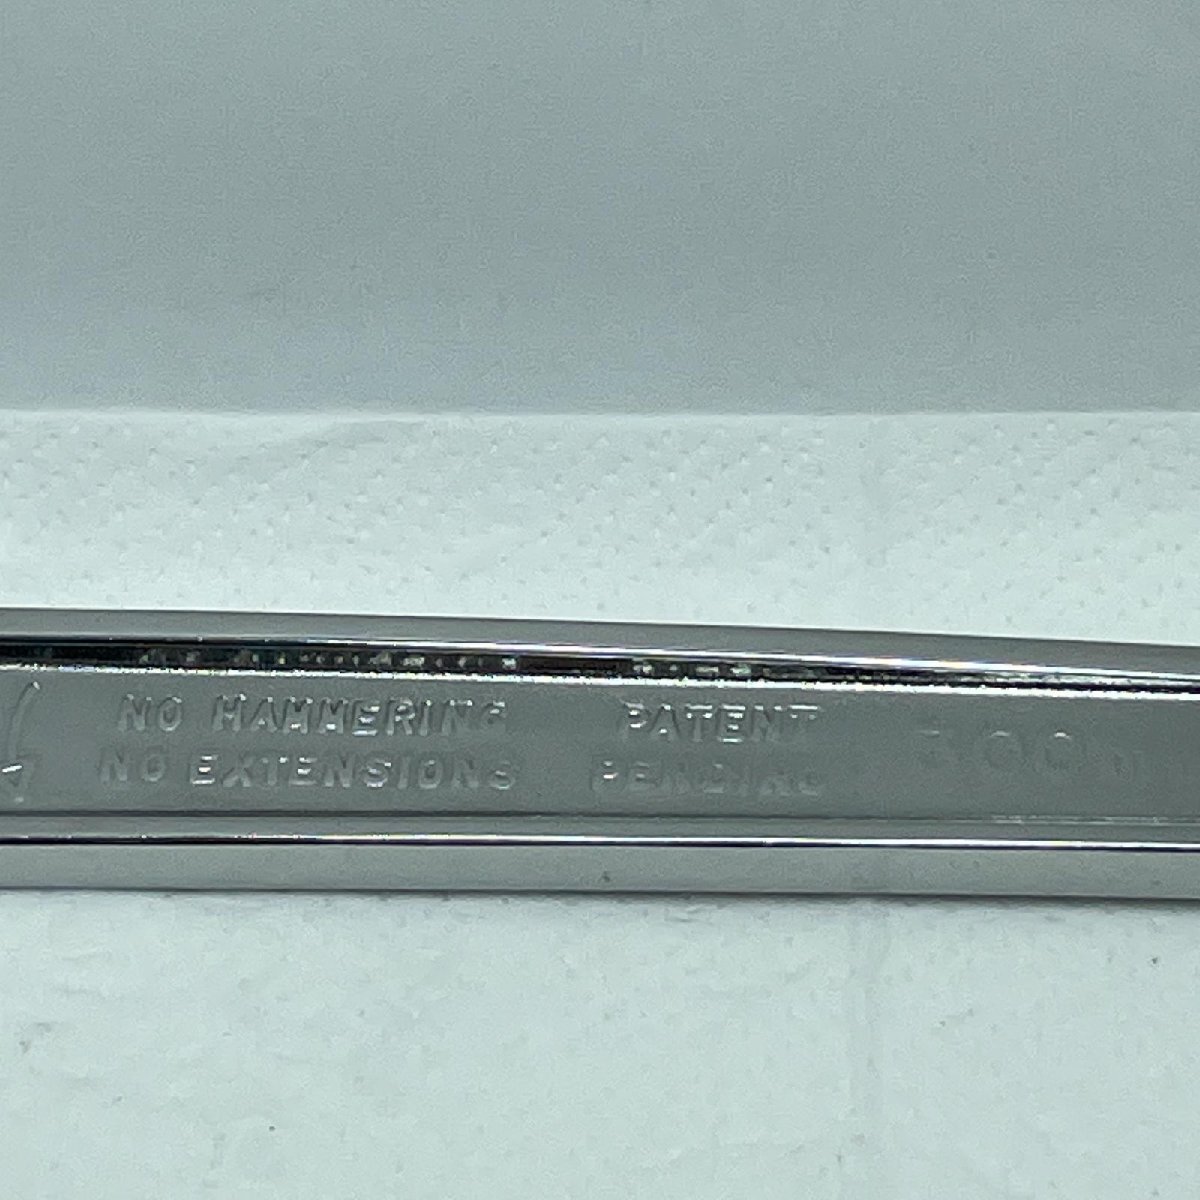 NO HAMMERING
NO EXTENSIONS
PATENT
PENDING